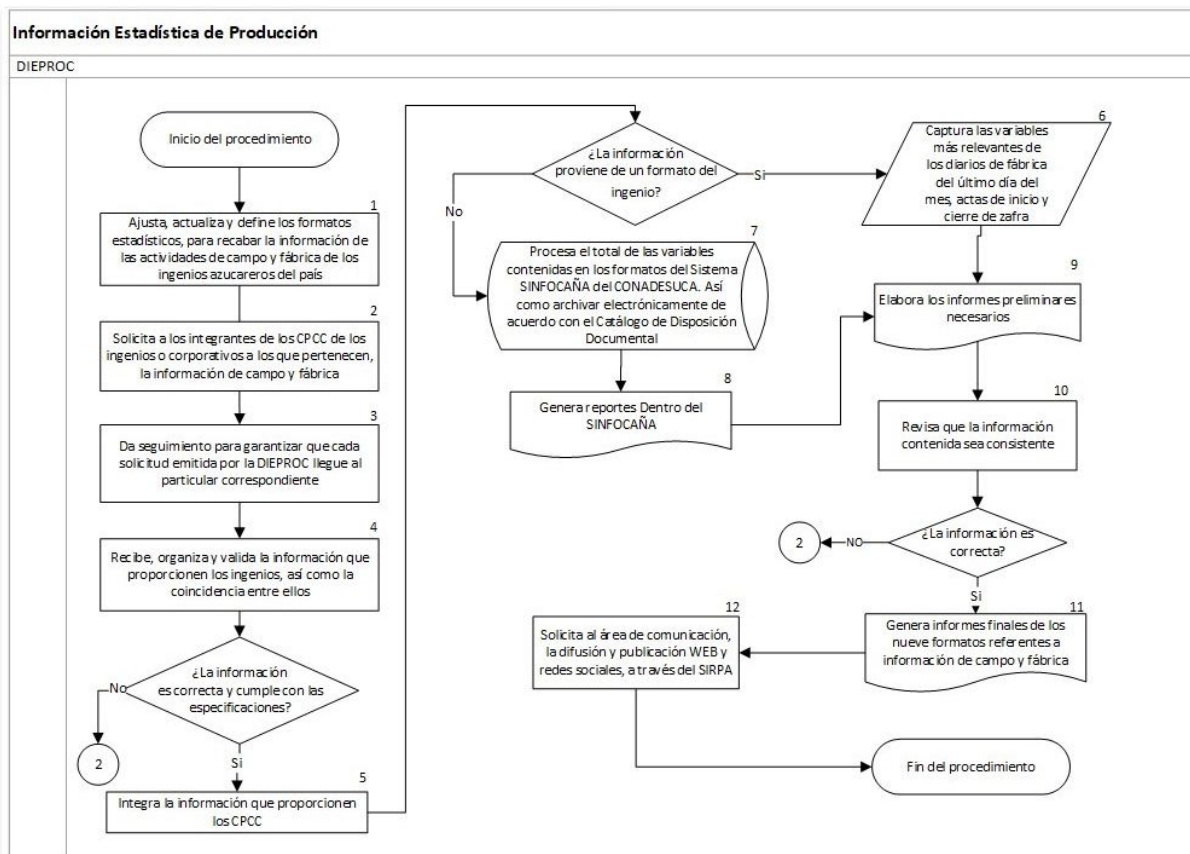 Información Estadística de Producción
DIEPROC
Inicio del procedimiento
1
Ajusta, actualiza y define los formatos
estadísticos, para recabar la información de
las actividades de campo y fábrica de los
ingenios azucareros del país
2
Solicita a los integrantes de los CPCC de los
ingenios o corporativos a los que pertenecen,
la información de campo y fábrica
3
Da seguimiento para garantizar que cada
solicitud emitida por la DIEPROC llegue al
particular correspondiente
4
Recibe, organiza y valida la información que
proporcionen los ingenios, así como la
coincidencia entre ellos
¿La información
es correcta y cumple con las
especificaciones?
No
2
Si
5
Integra la información que proporcionen
los CPCC
¿La información
proviene de un formato del
ingenio?
Si
No
6
Captura las variables
más relevantes de
los diarios de fábrica
del último día del
mes, actas de inicio y
cierre de zafra
7
Procesa el total de las variables
contenidas en los formatos del Sistema
SINFOCAÑA del CONADESUCA. Así
como archivar electrónicamente de
acuerdo con el Catálogo de Disposición
Documental
8
Genera reportes Dentro del
SINFOCAÑA
9
Elabora los informes preliminares
necesarios
10
Revisa que la información
contenida sea consistente
¿La información es
correcta?
NO
2
Si
11
Genera informes finales de los
nueve formatos referentes a
información de campo y fábrica
12
Solicita al área de comunicación,
la difusión y publicación WEB y
redes sociales, a través del SIRPA
Fin del procedimiento